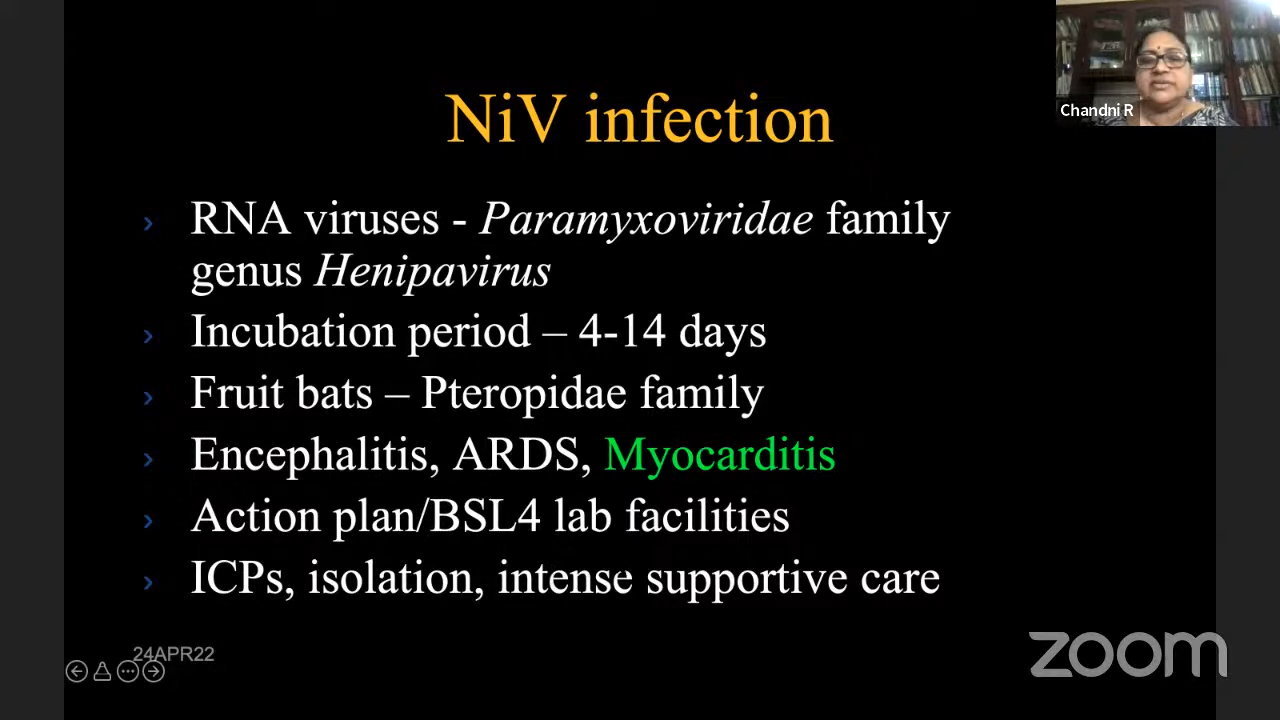 Chandni R
NiV infection
› RNA viruses - Paramyxoviridae family
genus Henipavirus
› Incubation period – 4-14 days
› Fruit bats – Pteropidae family
› Encephalitis, ARDS, Myocarditis
› Action plan/BSL4 lab facilities
› ICPs, isolation, intense supportive care
24APR22
zoom